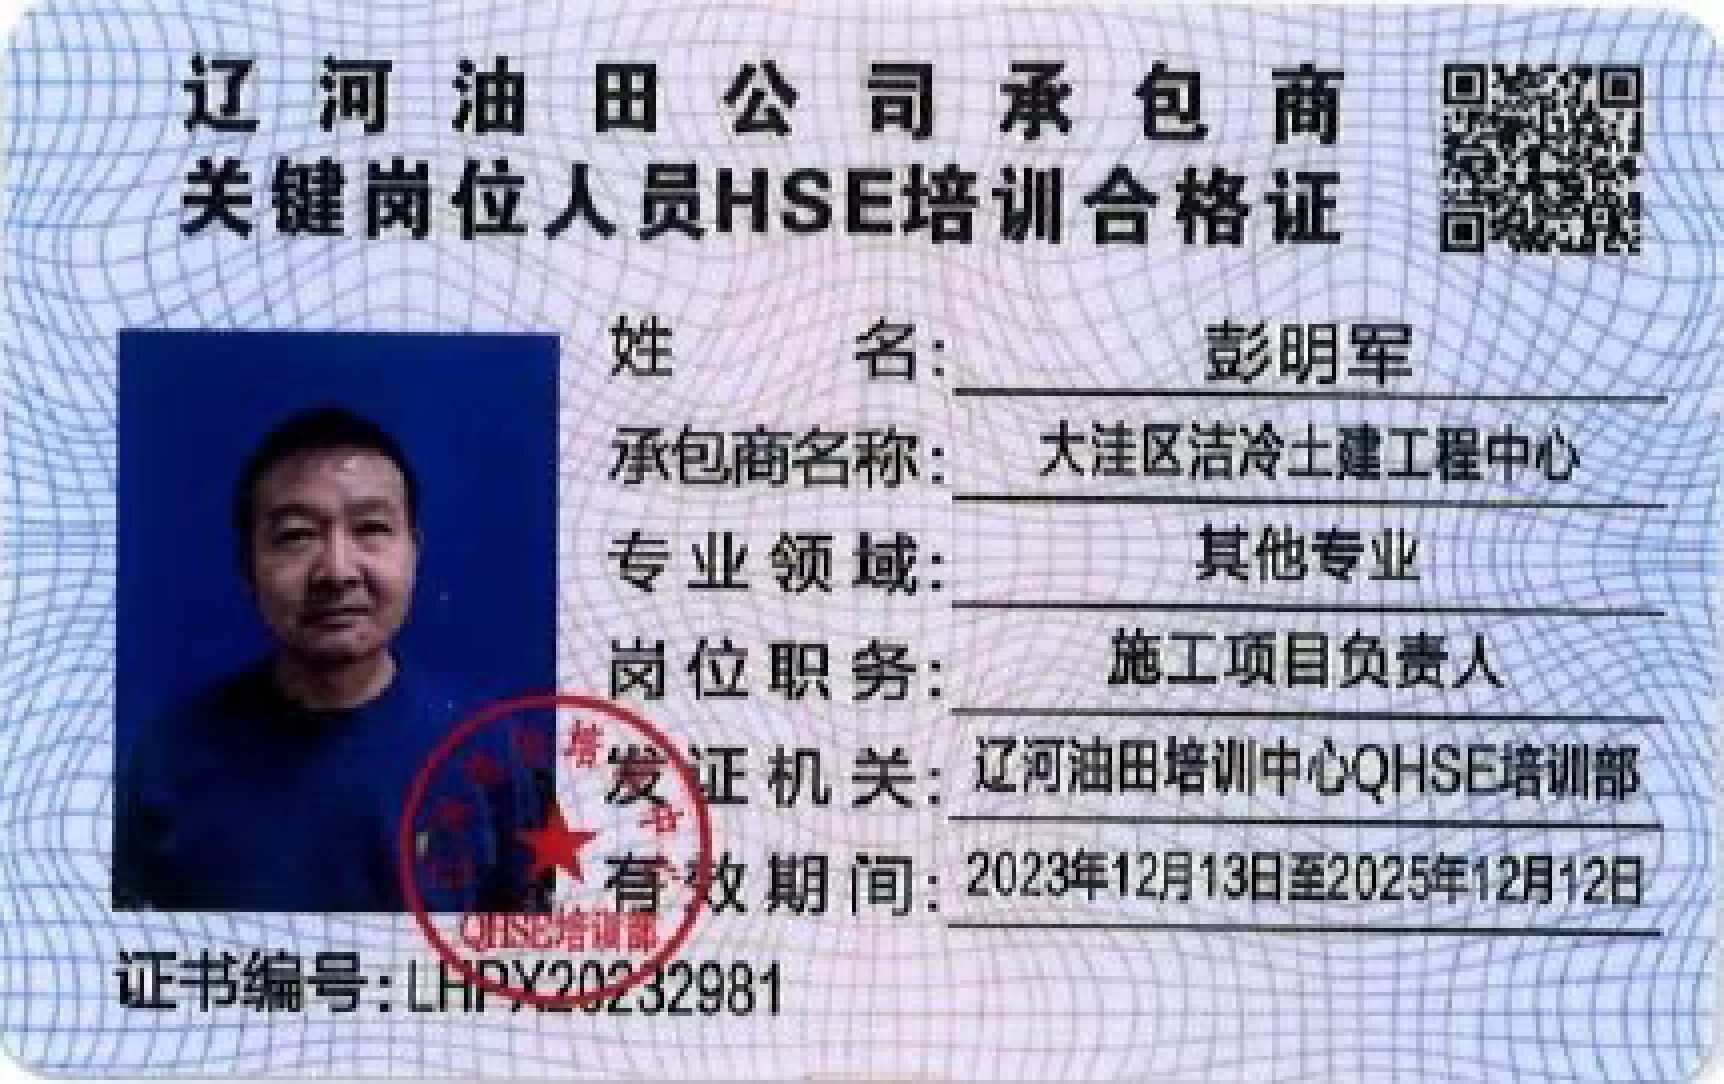 辽河油田公司承包商
关键岗位人员HSE培训合格证
姓名：彭明军
承包商名称：大洼区洁冷土建工程中心
专业领域：其他专业
岗位职务：施工项目负责人
发证机关：辽河油田培训中心QHSE培训部
有效期间：2023年12月13日至2025年12月12日
QHSE培训部
证书编号：LHPX20232981